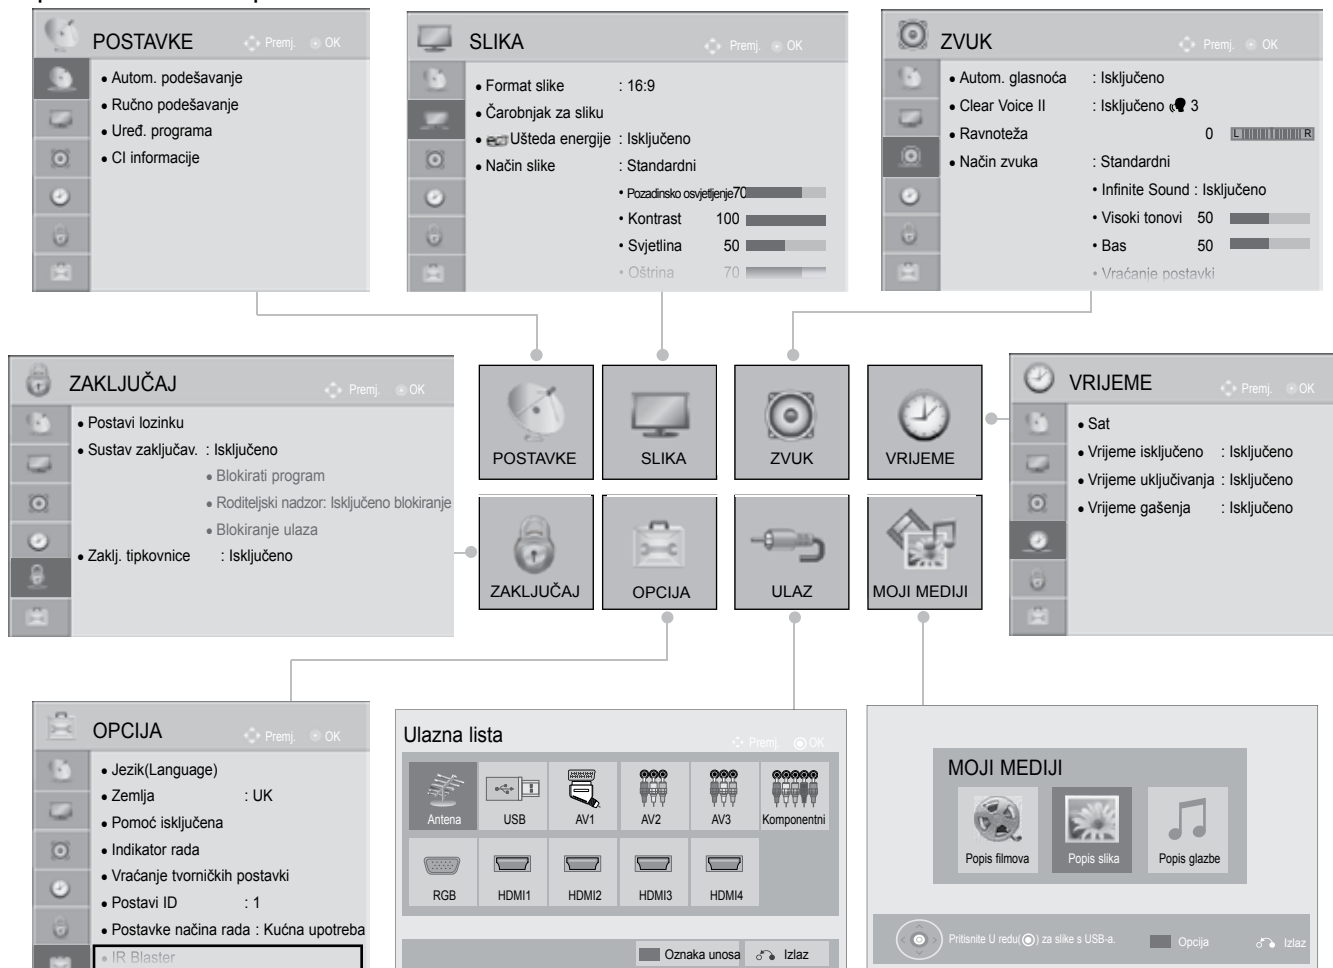 POSTAVKE
Premj. OK
• Autom. podešavanje
• Ručno podešavanje
• Uređ. programa
• CI informacije
SLIKA
Premj. OK
• Format slike : 16:9
• Čarobnjak za sliku
• Ušteda energije : Isključeno
• Način slike : Standardni
• Pozadinsko osvjetljenje70
• Kontrast 100
• Svjetlina 50
• Oštrina 70
ZVUK
Premj. OK
• Autom. glasnoća : Isključeno
• Clear Voice II : Isključeno 3
• Ravnoteža 0 L R
• Način zvuka : Standardni
• Infinite Sound : Isključeno
• Visoki tonovi 50
• Bas 50
• Vraćanje postavki
ZAKLJUČAJ
Premj. OK
• Postavi lozinku
• Sustav zaključav. : Isključeno
• Blokirati program
• Roditeljski nadzor: Isključeno blokiranje
• Blokiranje ulaza
• Zaklj. tipkovnice : Isključeno
POSTAVKE
SLIKA
ZVUK
VRIJEME
ZAKLJUČAJ
OPCIJA
ULAZ
MOJI MEDIJI
VRIJEME
Premj. OK
• Sat
• Vrijeme isključeno : Isključeno
• Vrijeme uključivanja : Isključeno
• Vrijeme gašenja : Isključeno
OPCIJA
Premj. OK
• Jezik(Language)
• Zemlja : UK
• Pomoć isključena
• Indikator rada
• Vraćanje tvorničkih postavki
• Postavi ID : 1
• Postavke načina rada : Kućna upotreba
• IR Blaster
Ulazna lista
Premj. OK
Antena USB AV1 AV2 AV3 Komponentni
RGB HDMI1 HDMI2 HDMI3 HDMI4
Oznaka unosa Izlaz
MOJI MEDIJI
Popis filmova Popis slika Popis glazbe
Pritisnite U redu(◉) za slike s USB-a. Opcija Izlaz